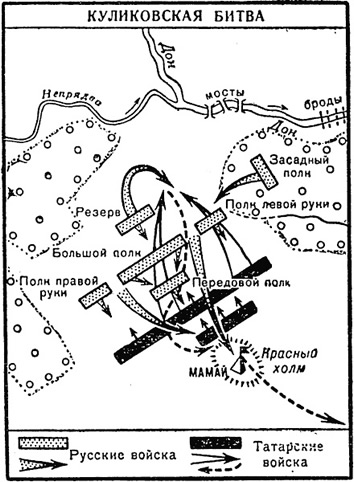 КУЛИКОВСКАЯ БИТВА
Дон
Непрядва
мосты
броды
Дон
Засадный
полк
Резерв
Полк левой руки
Большой полк
Полк правой
руки
Передовой полк
МАМАЙ
Красный
холм
Русские войска
Татарские
войска